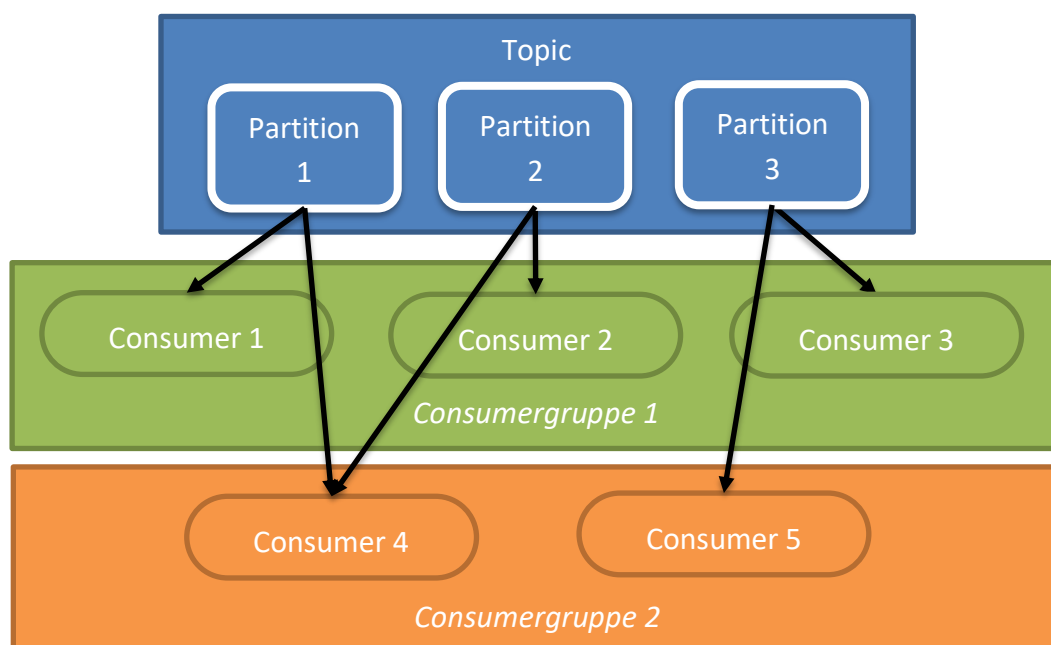 Topic
Partition
1
Partition
2
Partition
3
Consumer 1
Consumer 2
Consumer 3
Consumergruppe 1
Consumer 4
Consumer 5
Consumergruppe 2